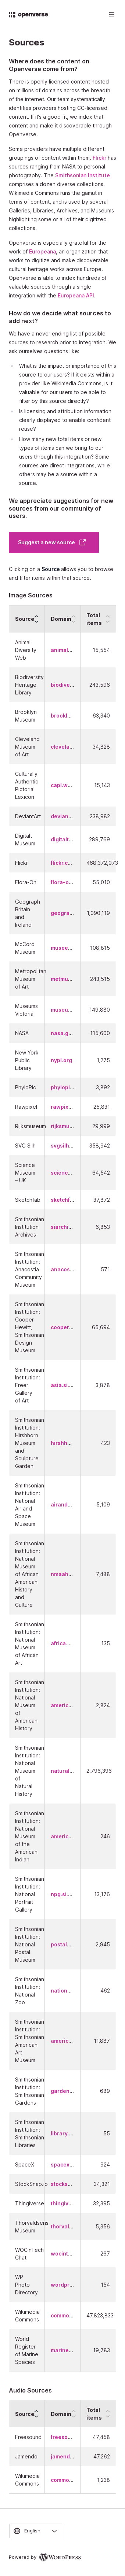 openverse
Sources
Where does the content on
Openverse come from?
There is openly licensed content hosted
on millions of domains across the breadth
of the internet. Our team systematically
identifies providers hosting CC-licensed
content. If it's a good fit, we index that
content and make it discoverable through
Openverse.
Some providers have multiple different
groupings of content within them. Flickr has
sources ranging from NASA to personal
photography. The Smithsonian Institute
comprises a dozen diverse collections.
Wikimedia Commons runs the gamut in
terms of content, and is used by several
Galleries, Libraries, Archives, and Museums
highlighting some or all of their digitized
collections.
Openverse is especially grateful for the
work of Europeana, an organization that
works to digitize and make discoverable
cultural heritage works across Europe.
Openverse is able to index hundreds of
valuable sources through a single
integration with the Europeana API.
How do we decide what sources to
add next?
We have a never ending list of possible
sources to research prior to integration. We
ask ourselves questions like:
What is the impact or importance of this
source to our users? If it exists within a
provider like Wikimedia Commons, is it
valuable for our users to be able to
filter by this source directly?
Is licensing and attribution information
clearly displayed to enable confident
reuse?
How many new total items or new
types of items can we bring to our users
through this integration? Some
sources are direct integrations, while
others, while others may be a source
within a source.
We appreciate suggestions for new
sources from our community of
users.
Suggest a new source
Clicking on a Source allows you to browse
and filter items within that source.
Image Sources
Source Domain Total items
Animal Diversity Web animal... 15,554
Biodiversity Heritage Library biodive... 243,596
Brooklyn Museum brookl... 63,340
Cleveland Museum of Art clevela... 34,828
Culturally Authentic Pictorial Lexicon capl.w... 15,143
DeviantArt devian... 238,982
Digitalt Museum digitalt... 289,769
Flickr flickr.c... 468,372,073
Flora-On flora-o... 55,010
Geograph Britain and Ireland geogra... 1,090,119
McCord Museum musee... 108,815
Metropolitan Museum of Art metmu... 243,515
Museums Victoria museu... 149,880
NASA nasa.g... 115,600
New York Public Library nypl.org 1,275
PhyloPic phylopi... 3,892
Rawpixel rawpix... 25,831
Rijksmuseum rijksmu... 29,999
SVG Silh svgsilh... 358,942
Science Museum – UK scienc... 64,542
Sketchfab sketchf... 37,872
Smithsonian Institution Archives siarchi... 6,853
Smithsonian Institution: Anacostia Community Museum anacos... 571
Smithsonian Institution: Cooper Hewitt, Smithsonian Design Museum cooper... 65,694
Smithsonian Institution: Freer Gallery of Art asia.si... 3,878
Smithsonian Institution: Hirshhorn Museum and Sculpture Garden hirshh... 423
Smithsonian Institution: National Air and Space Museum airand... 5,109
Smithsonian Institution: National Museum of African American History and Culture nmaah... 7,488
Smithsonian Institution: National Museum of African Art africa.... 135
Smithsonian Institution: National Museum of American History americ... 2,824
Smithsonian Institution: National Museum of Natural History natural... 2,796,396
Smithsonian Institution: National Museum of the American Indian americ... 246
Smithsonian Institution: National Portrait Gallery npg.si.... 13,176
Smithsonian Institution: National Postal Museum postal... 2,945
Smithsonian Institution: National Zoo nation... 462
Smithsonian Institution: Smithsonian American Art Museum americ... 11,887
Smithsonian Institution: Smithsonian Gardens garden... 689
Smithsonian Institution: Smithsonian Libraries library.... 55
SpaceX spacex... 924
StockSnap.io stocks... 34,321
Thingiverse thingiv... 32,395
Thorvaldsens Museum thorval... 5,356
WOCinTech Chat wocint... 267
WP Photo Directory wordpr... 154
Wikimedia Commons commo... 47,823,833
World Register of Marine Species marine... 19,783
Audio Sources
Source Domain Total items
Freesound freeso... 47,458
Jamendo jamend... 47,262
Wikimedia Commons commo... 1,238
English
Powered by WordPress